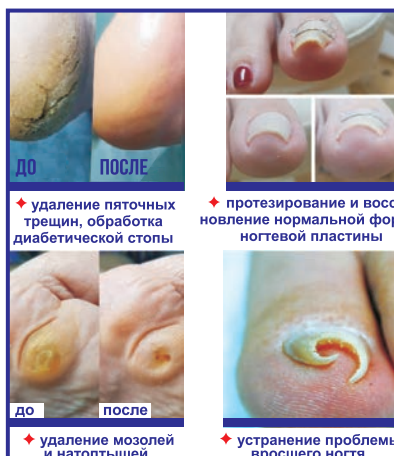 ДО
ПОСЛЕ
удаление пяточных
трещин, обработка
диабетической стопы
протезирование и восс
новление нормальной фор
ногтевой пластины
до
после
удаление мозолей
и натоптышей
устранение проблемы
вросшего ногтя